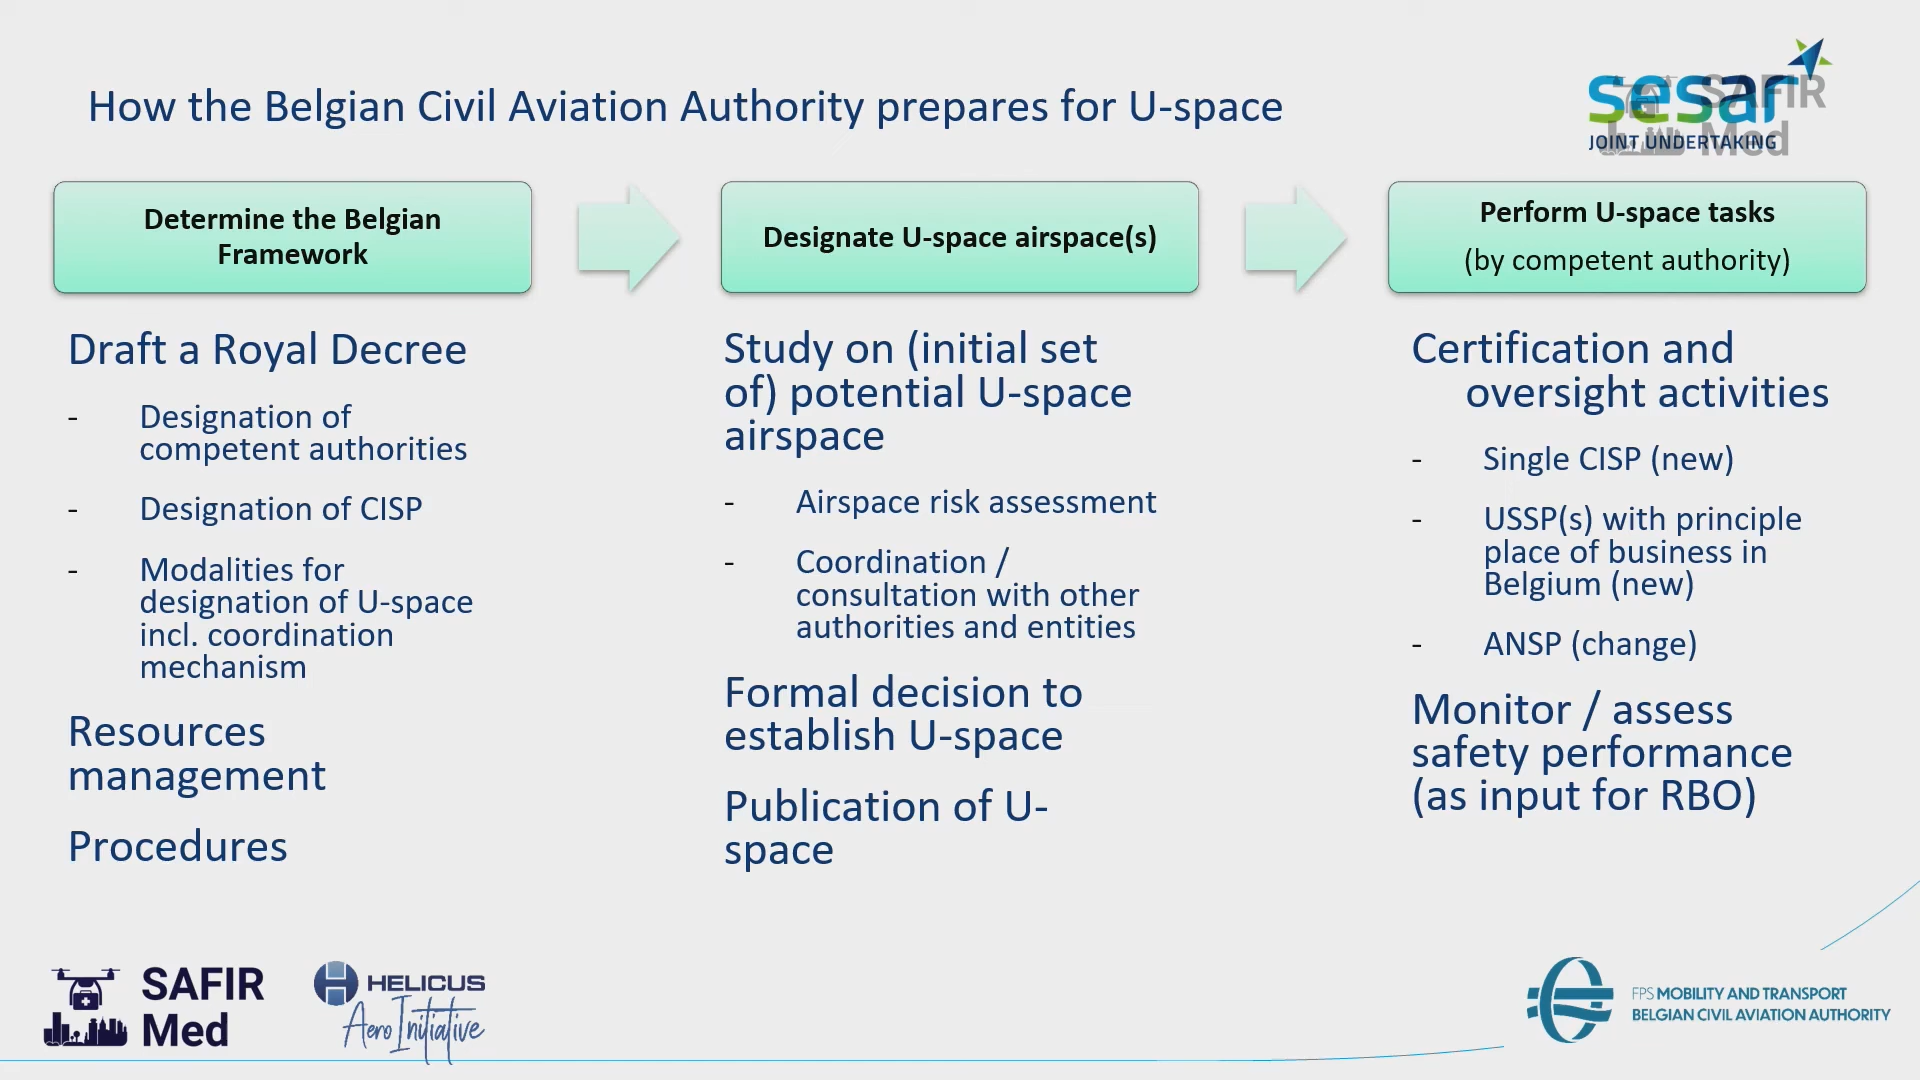 How the Belgian Civil Aviation Authority prepares for U-space
sesar
JOINT UNDERTAKING
SAFIR
Med
Determine the Belgian
Framework
Designate U-space airspace(s)
Perform U-space tasks
(by competent authority)
Draft a Royal Decree
- Designation of
competent authorities
- Designation of CISP
- Modalities for
designation of U-space
incl. coordination
mechanism
Resources
management
Procedures
Study on (initial set
of) potential U-space
airspace
- Airspace risk assessment
- Coordination /
consultation with other
authorities and entities
Formal decision to
establish U-space
Publication of U-
space
Certification and
oversight activities
- Single CISP (new)
- USSP(s) with principle
place of business in
Belgium (new)
- ANSP (change)
Monitor / assess
safety performance
(as input for RBO)
SAFIR
Med
HELICUS
Aero Initiative
FPS MOBILITY AND TRANSPORT
BELGIAN CIVIL AVIATION AUTHORITY